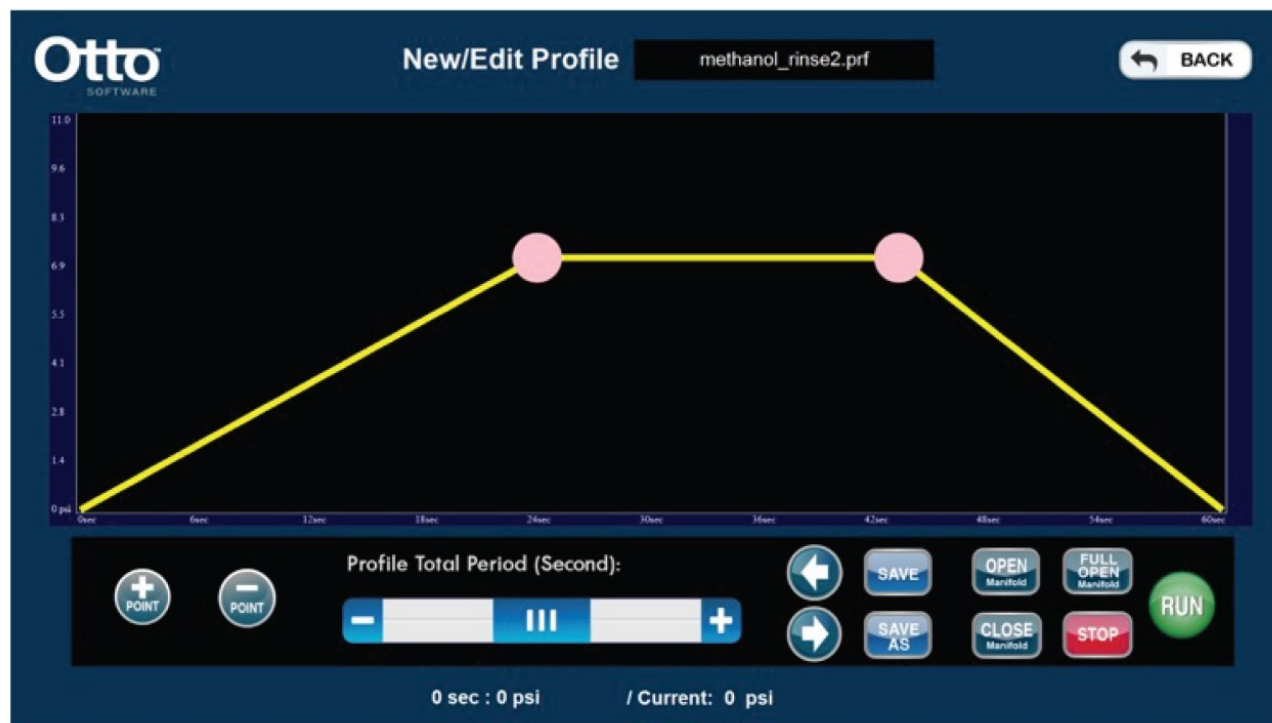 Otto™
SOFTWARE
New/Edit Profile
methanol_rinse2.prf
BACK
11.0
9.6
8.3
6.9
5.5
4.1
2.8
1.4
0 psi
0sec
6sec
12sec
18sec
24sec
30sec
36sec
42sec
48sec
54sec
60sec
+
POINT
−
POINT
Profile Total Period (Second):
−
+
SAVE
SAVE
AS
OPEN
Manifold
CLOSE
Manifold
FULL
OPEN
Manifold
STOP
RUN
0 sec : 0 psi
/ Current: 0 psi